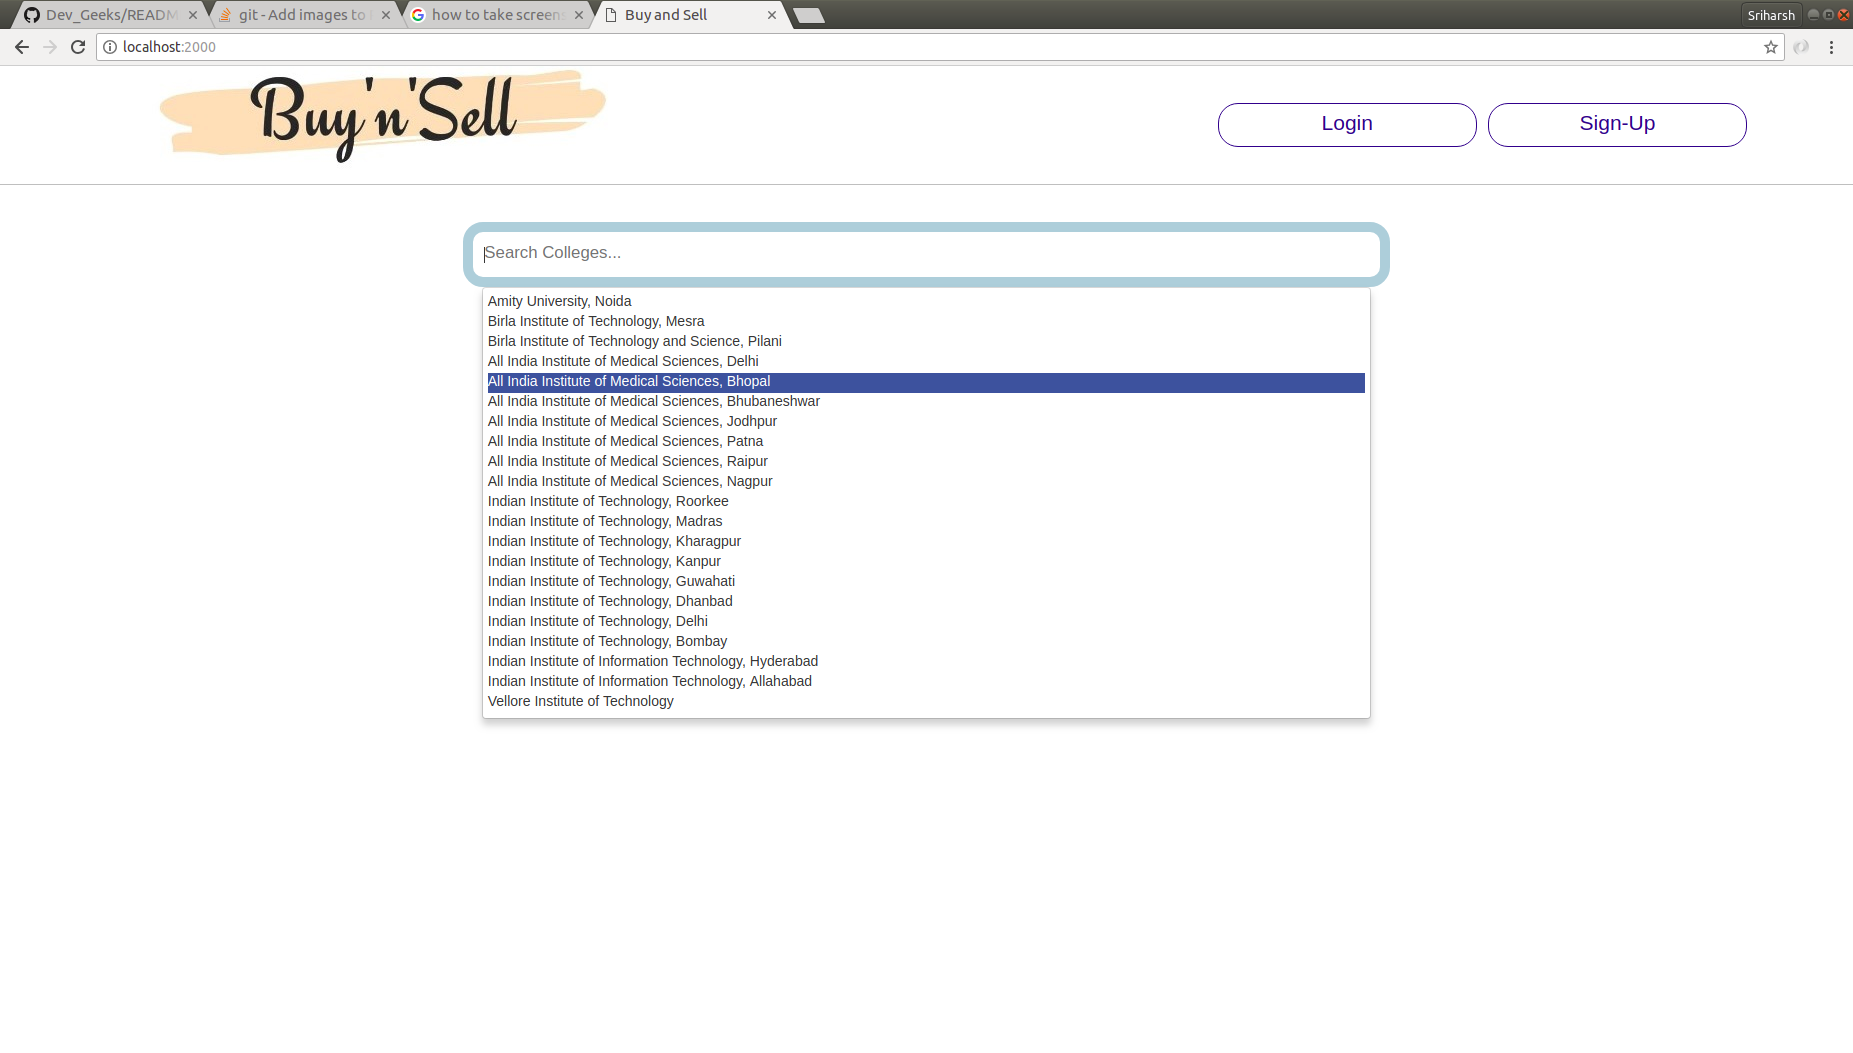 Dev_Geeks/READM
git - Add images to
how to take screens
Buy and Sell
Sriharsh
localhost:2000
Buy'n'Sell
Login
Sign-Up
Search Colleges...
Amity University, Noida
Birla Institute of Technology, Mesra
Birla Institute of Technology and Science, Pilani
All India Institute of Medical Sciences, Delhi
All India Institute of Medical Sciences, Bhopal
All India Institute of Medical Sciences, Bhubaneshwar
All India Institute of Medical Sciences, Jodhpur
All India Institute of Medical Sciences, Patna
All India Institute of Medical Sciences, Raipur
All India Institute of Medical Sciences, Nagpur
Indian Institute of Technology, Roorkee
Indian Institute of Technology, Madras
Indian Institute of Technology, Kharagpur
Indian Institute of Technology, Kanpur
Indian Institute of Technology, Guwahati
Indian Institute of Technology, Dhanbad
Indian Institute of Technology, Delhi
Indian Institute of Technology, Bombay
Indian Institute of Information Technology, Hyderabad
Indian Institute of Information Technology, Allahabad
Vellore Institute of Technology